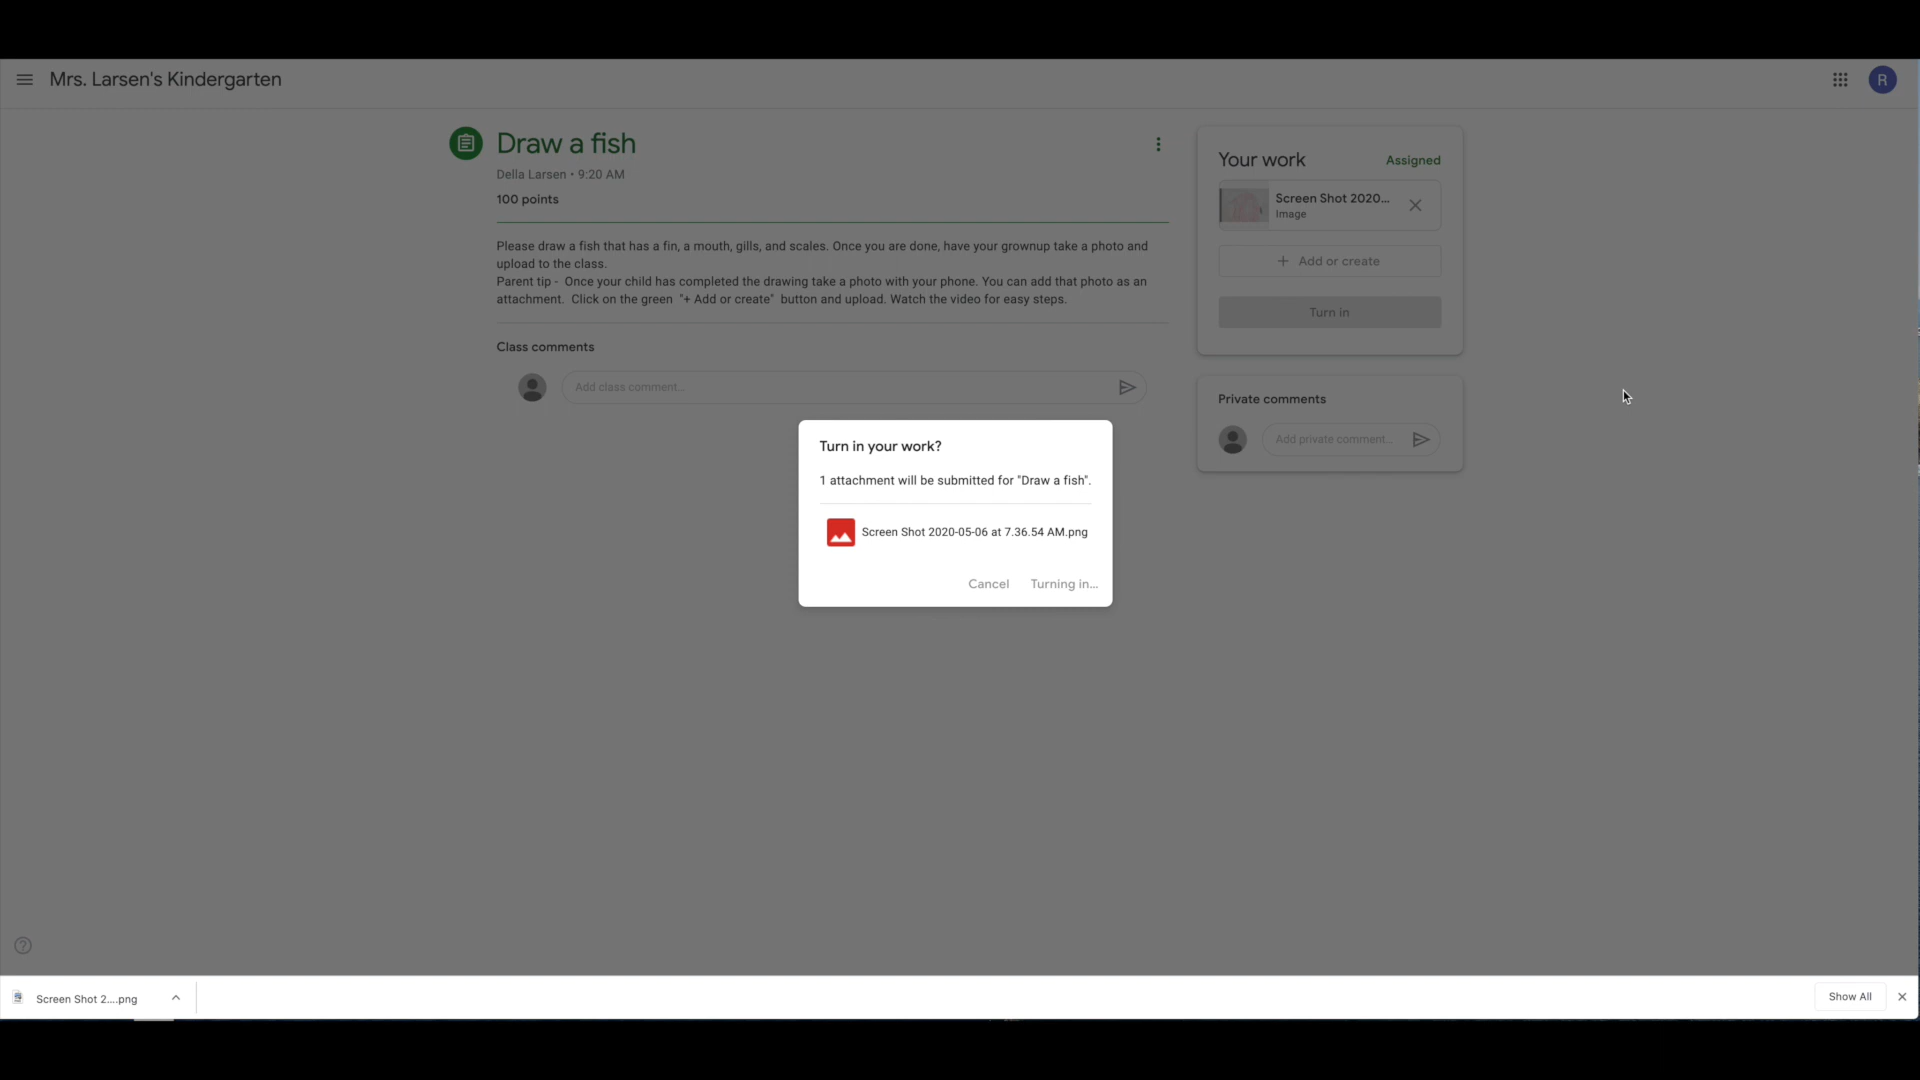 Mrs. Larsen's Kindergarten
R
Draw a fish
Della Larsen • 9:20 AM
100 points
Please draw a fish that has a fin, a mouth, gills, and scales. Once you are done, have your grownup take a photo and
upload to the class.
Parent tip -  Once your child has completed the drawing take a photo with your phone. You can add that photo as an
attachment.  Click on the green  "+ Add or create"  button and upload. Watch the video for easy steps.
Class comments
Add class comment...
Your work
Assigned
Screen Shot 2020...
Image
+ Add or create
Turn in
Private comments
Add private comment...
Turn in your work?
1 attachment will be submitted for "Draw a fish".
Screen Shot 2020-05-06 at 7.36.54 AM.png
Cancel
Turning in...
?
Screen Shot 2....png
Show All